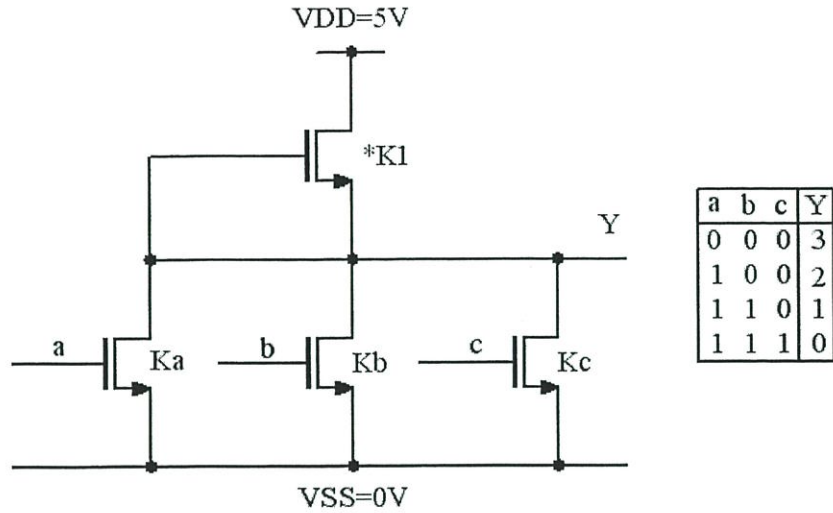 VDD=5V
*K1
Y
a Ka b Kb c Kc
VSS=0V
a b c Y
0 0 0 3
1 0 0 2
1 1 0 1
1 1 1 0